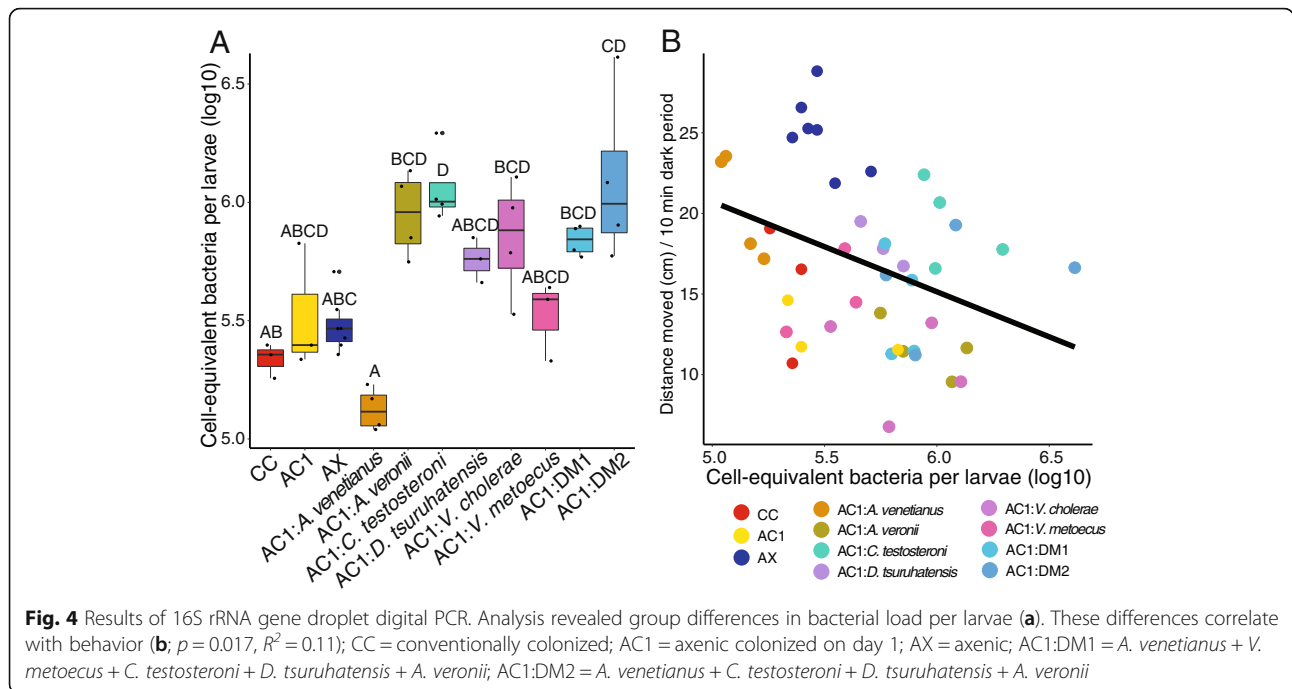 A
Cell-equivalent bacteria per larvae (log10)
6.5
6.0
5.5
5.0
AB
ABCD
ABC
A
BCD
D
ABCD
BCD
ABCD
BCD
CD
CC
AC1
AX
AC1:A. venetianus
AC1:A. veronii
AC1:C. testosteroni
AC1:D. tsuruhatensis
AC1:V. cholerae
AC1:V. metoecus
AC1:DM1
AC1:DM2
B
Distance moved (cm) / 10 min dark period
25
20
15
10
5.0
5.5
6.0
6.5
Cell-equivalent bacteria per larvae (log10)
CC
AC1
AX
AC1:A. venetianus
AC1:A. veronii
AC1:C. testosteroni
AC1:D. tsuruhatensis
AC1:V. cholerae
AC1:V. metoecus
AC1:DM1
AC1:DM2
Fig. 4 Results of 16S rRNA gene droplet digital PCR. Analysis revealed group differences in bacterial load per larvae (a). These differences correlate
with behavior (b; p = 0.017, R² = 0.11); CC = conventionally colonized; AC1 = axenic colonized on day 1; AX = axenic; AC1:DM1 = A. venetianus + V.
metoecus + C. testosteroni + D. tsuruhatensis + A. veronii; AC1:DM2 = A. venetianus + C. testosteroni + D. tsuruhatensis + A. veronii